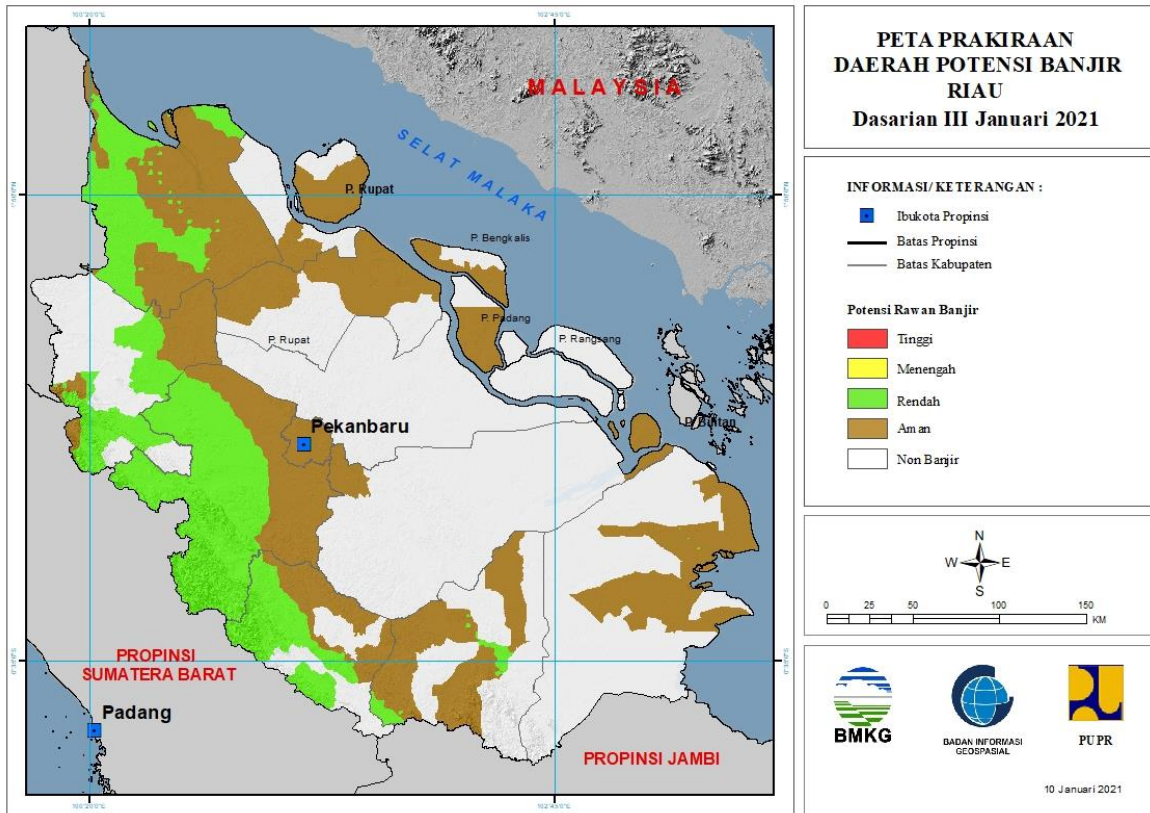 PETA PRAKIRAAN
DAERAH POTENSI BANJIR
RIAU
Dasarian III Januari 2021
INFORMASI/ KETERANGAN :
Ibukota Propinsi
Batas Propinsi
Batas Kabupaten
Potensi Rawan Banjir
Tinggi
Menengah
Rendah
Aman
Non Banjir
N
W E
S
0 25 50 100 150
KM
BMKG
BADAN INFORMASI
GEOSPASIAL
PUPR
10 Januari 2021
MALAYSIA
SELAT MALAKA
P. Rupat
P. Bengkalis
P. Padang
P. Rangsang
P. Rupat
P. Bintan
Pekanbaru
PROPINSI
SUMATERA BARAT
Padang
PROPINSI JAMBI